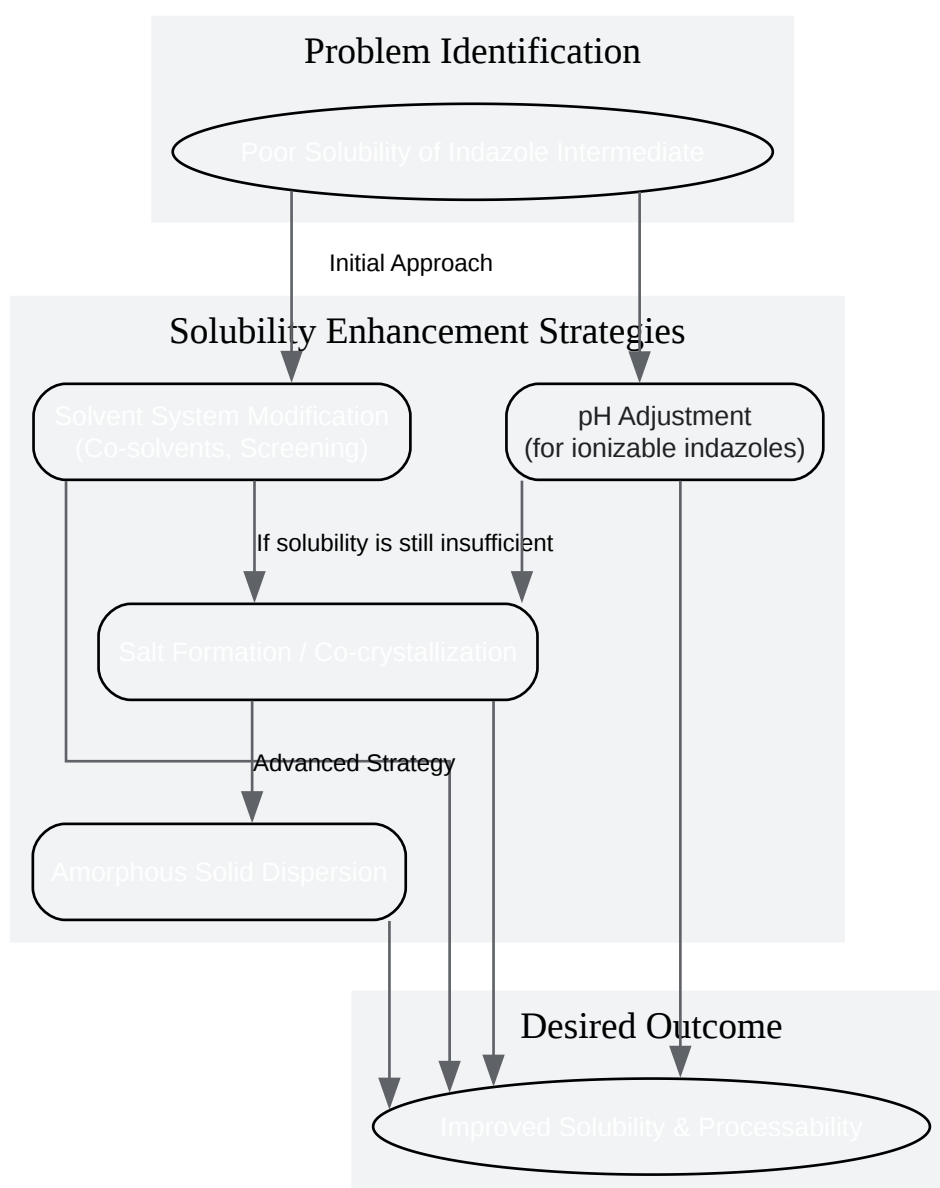 Problem Identification
Poor Solubility of Indazole Intermediate
Initial Approach
Solubility Enhancement Strategies
Solvent System Modification
(Co-solvents, Screening)
pH Adjustment
(for ionizable indazoles)
If solubility is still insufficient
Salt Formation / Co-crystallization
Advanced Strategy
Amorphous Solid Dispersion
Desired Outcome
Improved Solubility & Processability